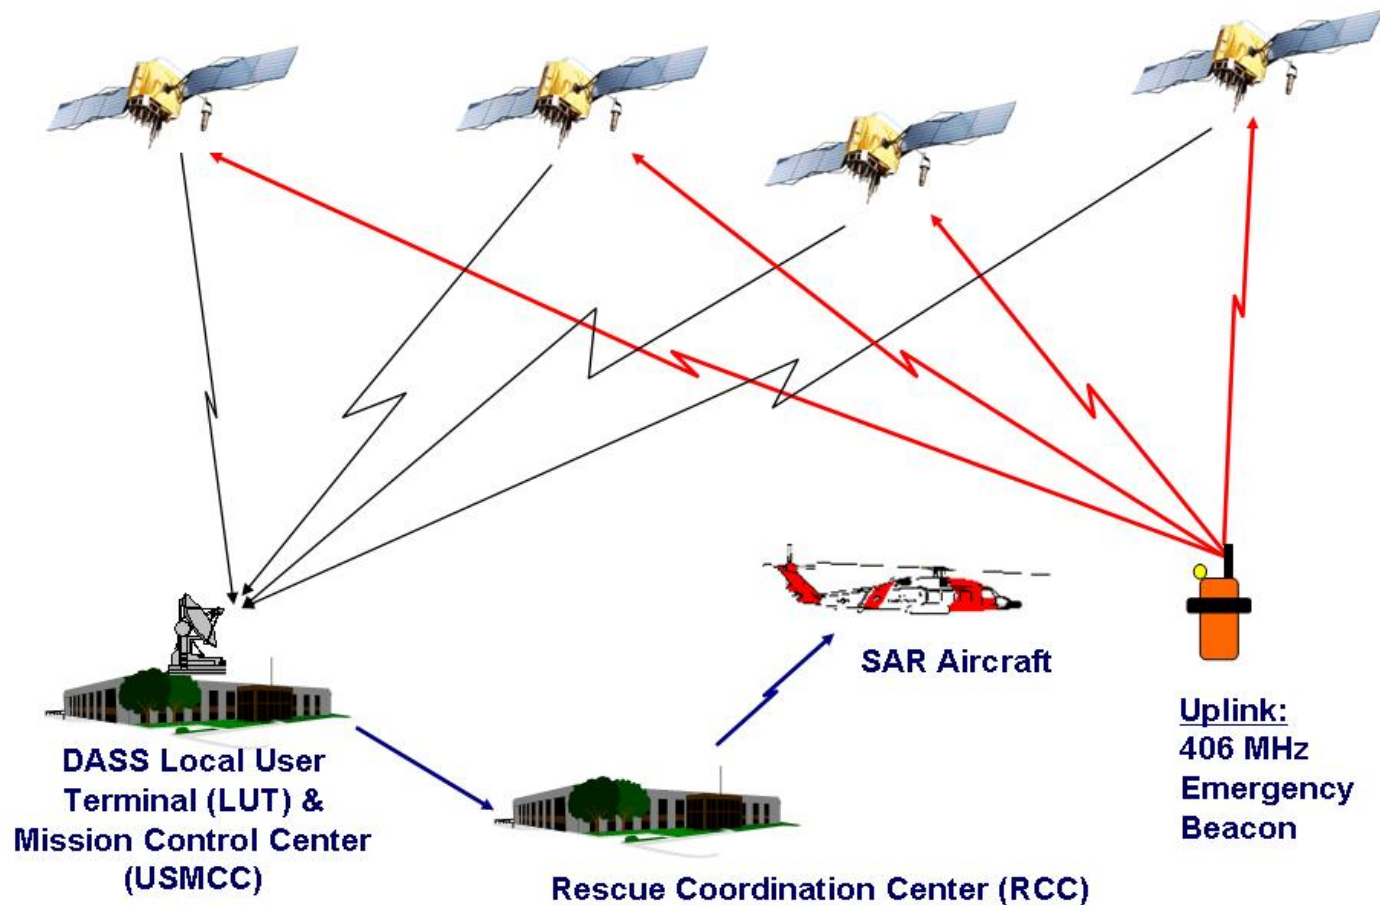 SAR Aircraft
Uplink:
406 MHz
Emergency
Beacon
DASS Local User
Terminal (LUT) &
Mission Control Center
(USMCC)
Rescue Coordination Center (RCC)